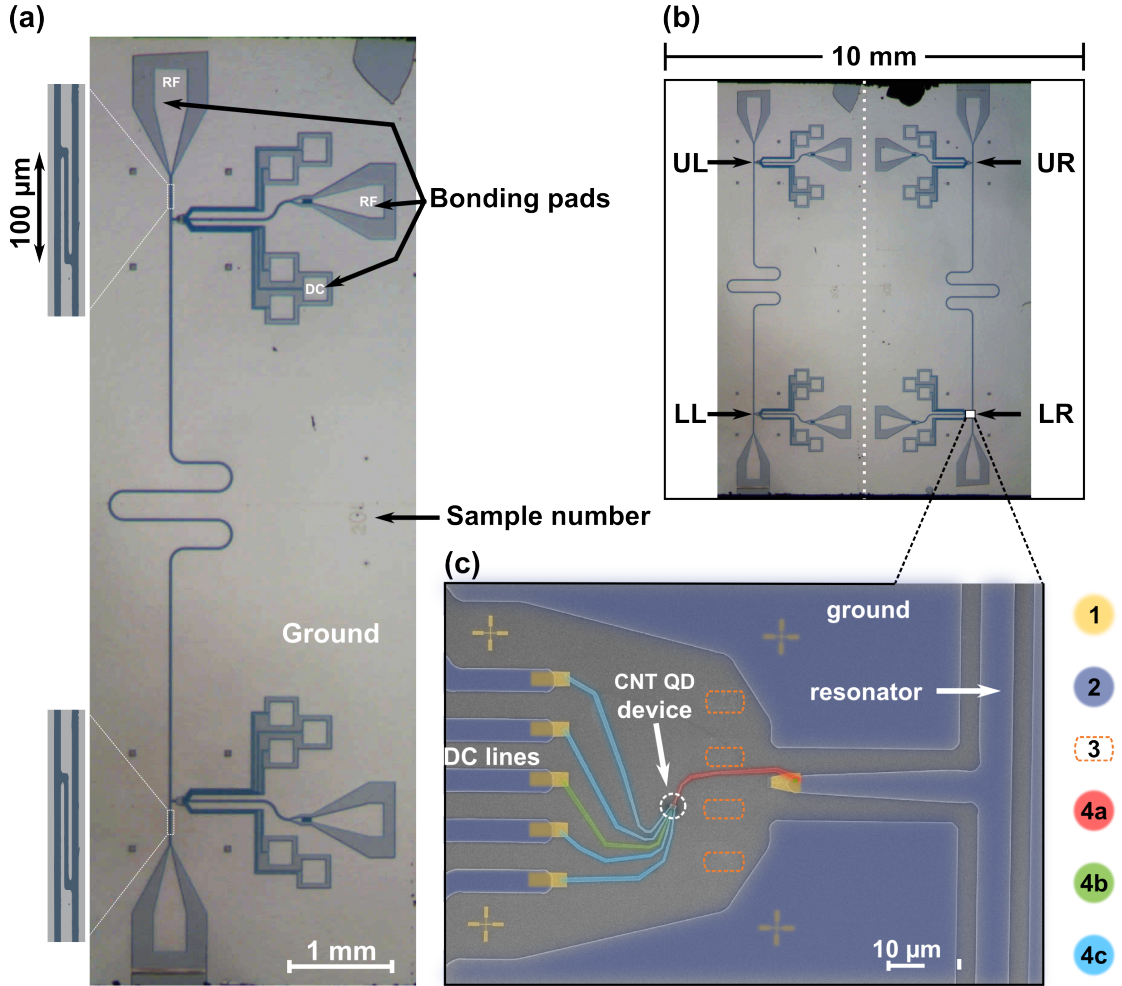 (a)
RF
100 µm
RF
Bonding pads
DC
Sample number
Ground
1 mm
(b)
10 mm
UL
UR
LL
LR
(c)
ground
CNT QD
device
resonator
DC lines
10 µm
1
2
3
4a
4b
4c